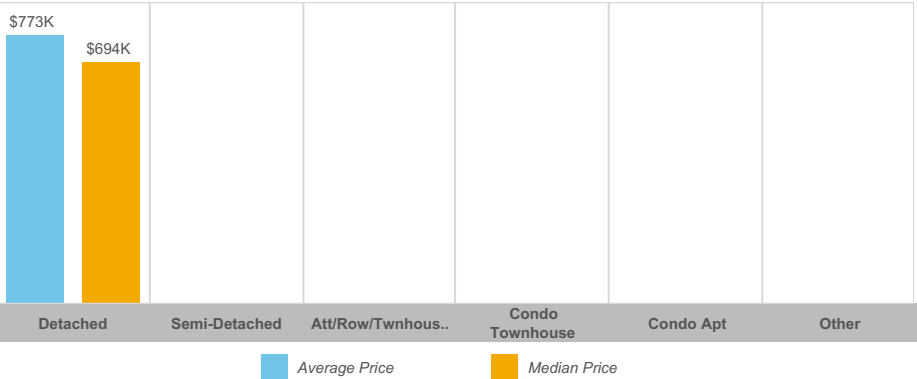 $773K
$694K
Detached
Semi-Detached
Att/Row/Twnhous..
Condo
Townhouse
Condo Apt
Other
Average Price
Median Price